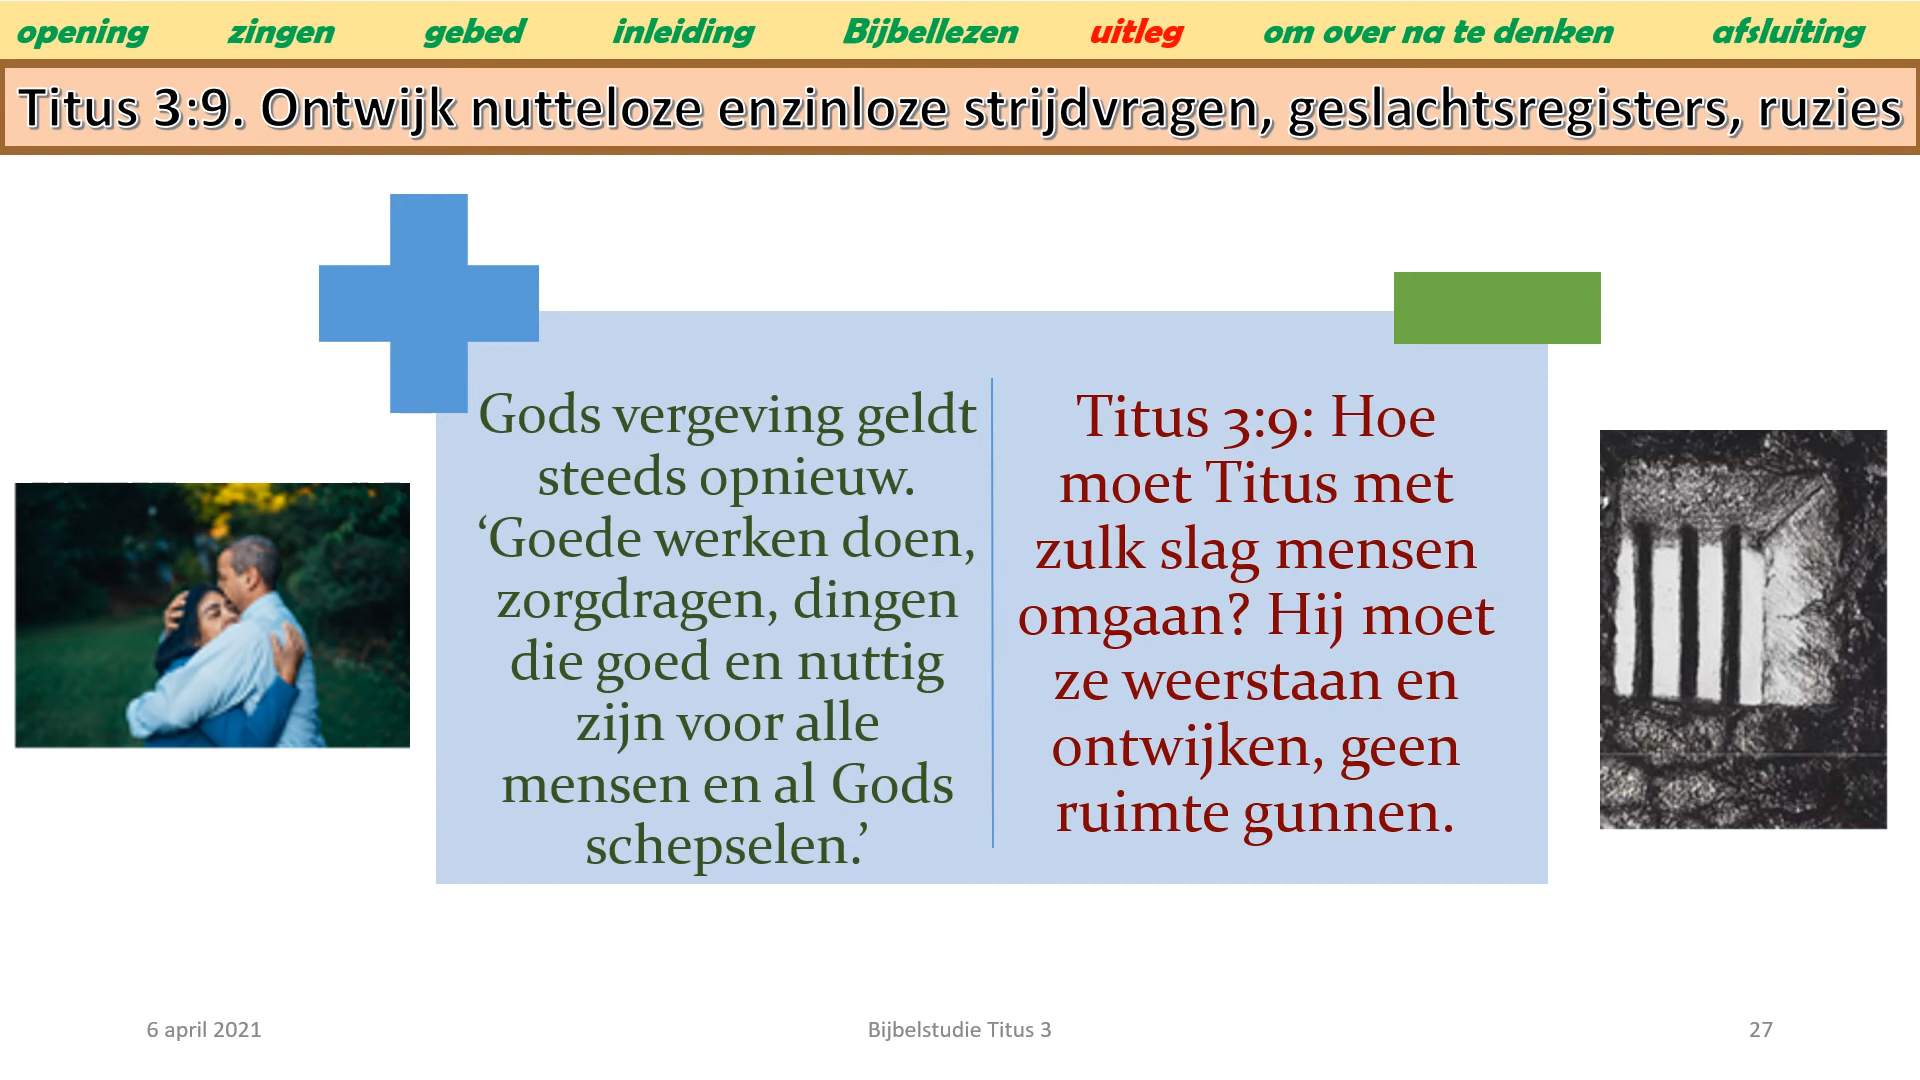 opening zingen gebed inleiding Bijbellezen uitleg om over na te denken afsluiting
Titus 3:9. Ontwijk nutteloze enzinloze strijdvragen, geslachtsregisters, ruzies
Gods vergeving geldt
steeds opnieuw.
‘Goede werken doen,
zorgdragen, dingen
die goed en nuttig
zijn voor alle
mensen en al Gods
schepselen.’
Titus 3:9: Hoe
moet Titus met
zulk slag mensen
omgaan? Hij moet
ze weerstaan en
ontwijken, geen
ruimte gunnen.
6 april 2021
Bijbelstudie Titus 3
27